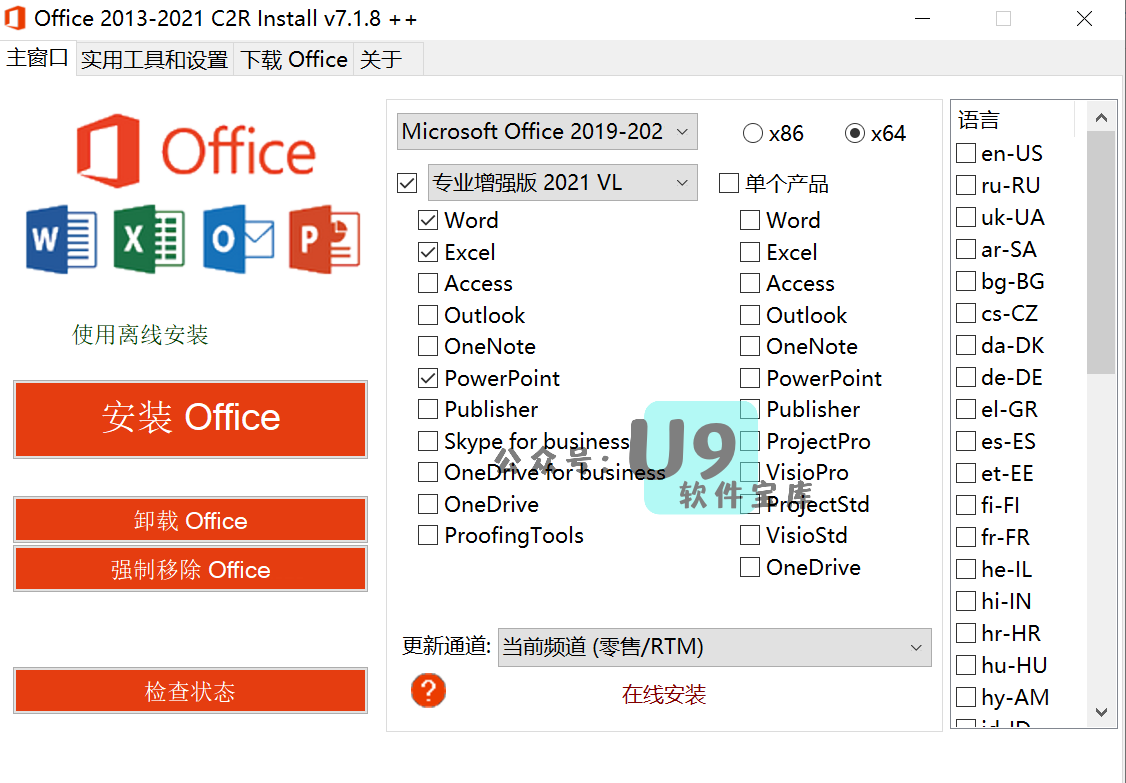 Office 2013-2021 C2R Install v7.1.8 ++
主窗口
实用工具和设置
下载 Office
关于
Office
W
X
O
P
使用离线安装
安装 Office
卸载 Office
强制移除 Office
检查状态
Microsoft Office 2019-202
x86
x64
专业增强版 2021 VL
单个产品
Word
Excel
Access
Outlook
OneNote
PowerPoint
Publisher
Skype for business
OneDrive for business
OneDrive
ProofingTools
Word
Excel
Access
Outlook
OneNote
PowerPoint
Publisher
ProjectPro
VisioPro
ProjectStd
VisioStd
OneDrive
公众号：
U9
软件宝库
更新通道:
当前频道 (零售/RTM)
?
在线安装
语言
en-US
ru-RU
uk-UA
ar-SA
bg-BG
cs-CZ
da-DK
de-DE
el-GR
es-ES
et-EE
fi-FI
fr-FR
he-IL
hi-IN
hr-HR
hu-HU
hy-AM
id-ID